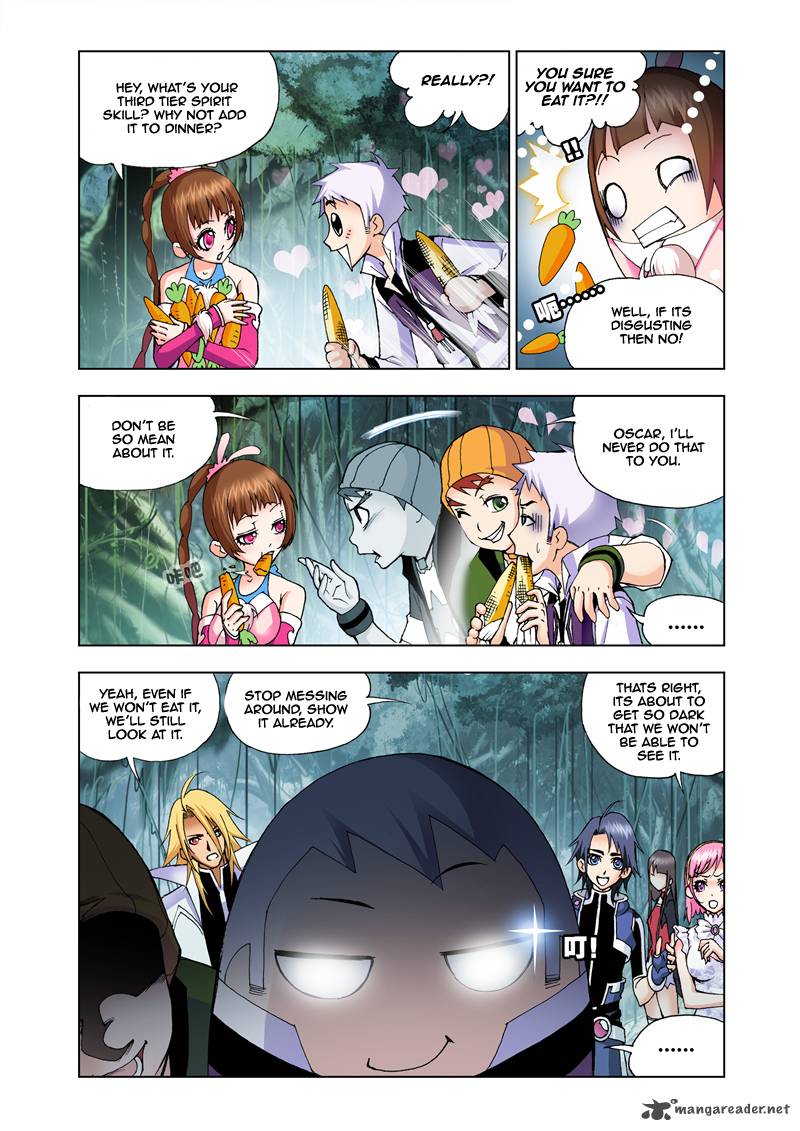 HEY, WHAT'S YOUR
THIRD TIER SPIRIT
SKILL? WHY NOT ADD
IT TO DINNER?
REALLY?!
YOU SURE
YOU WANT TO
EAT IT?!!
!!
呃……
WELL, IF ITS
DISGUSTING
THEN NO!
DON'T BE
SO MEAN
ABOUT IT.
咔吧
OSCAR, I'LL
NEVER DO THAT
TO YOU.
......
YEAH, EVEN IF
WE WON'T EAT IT,
WE'LL STILL
LOOK AT IT.
STOP MESSING
AROUND, SHOW
IT ALREADY.
THATS RIGHT,
ITS ABOUT TO
GET SO DARK
THAT WE WON'T
BE ABLE TO
SEE IT.
叮!
......
mangareader.net